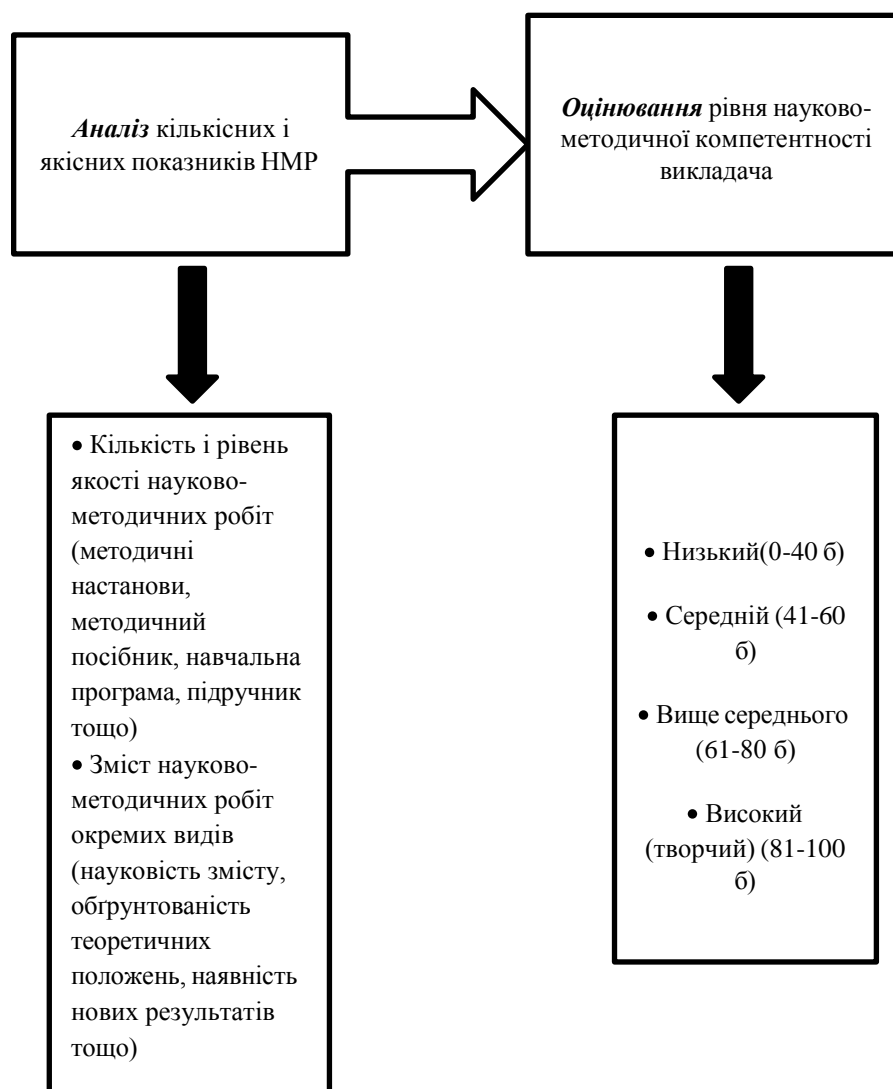 Аналіз кількісних і
якісних показників НМР
Оцінювання рівня науково-
методичної компетентності
викладача
• Кількість і рівень
якості науково-
методичних робіт
(методичні
настанови,
методичний
посібник, навчальна
програма, підручник
тощо)
• Зміст науково-
методичних робіт
окремих видів
(науковість змісту,
обґрунтованість
теоретичних
положень, наявність
нових результатів
тощо)
• Низький(0-40 б)
• Середній (41-60
б)
• Вище середнього
(61-80 б)
• Високий
(творчий) (81-100
б)